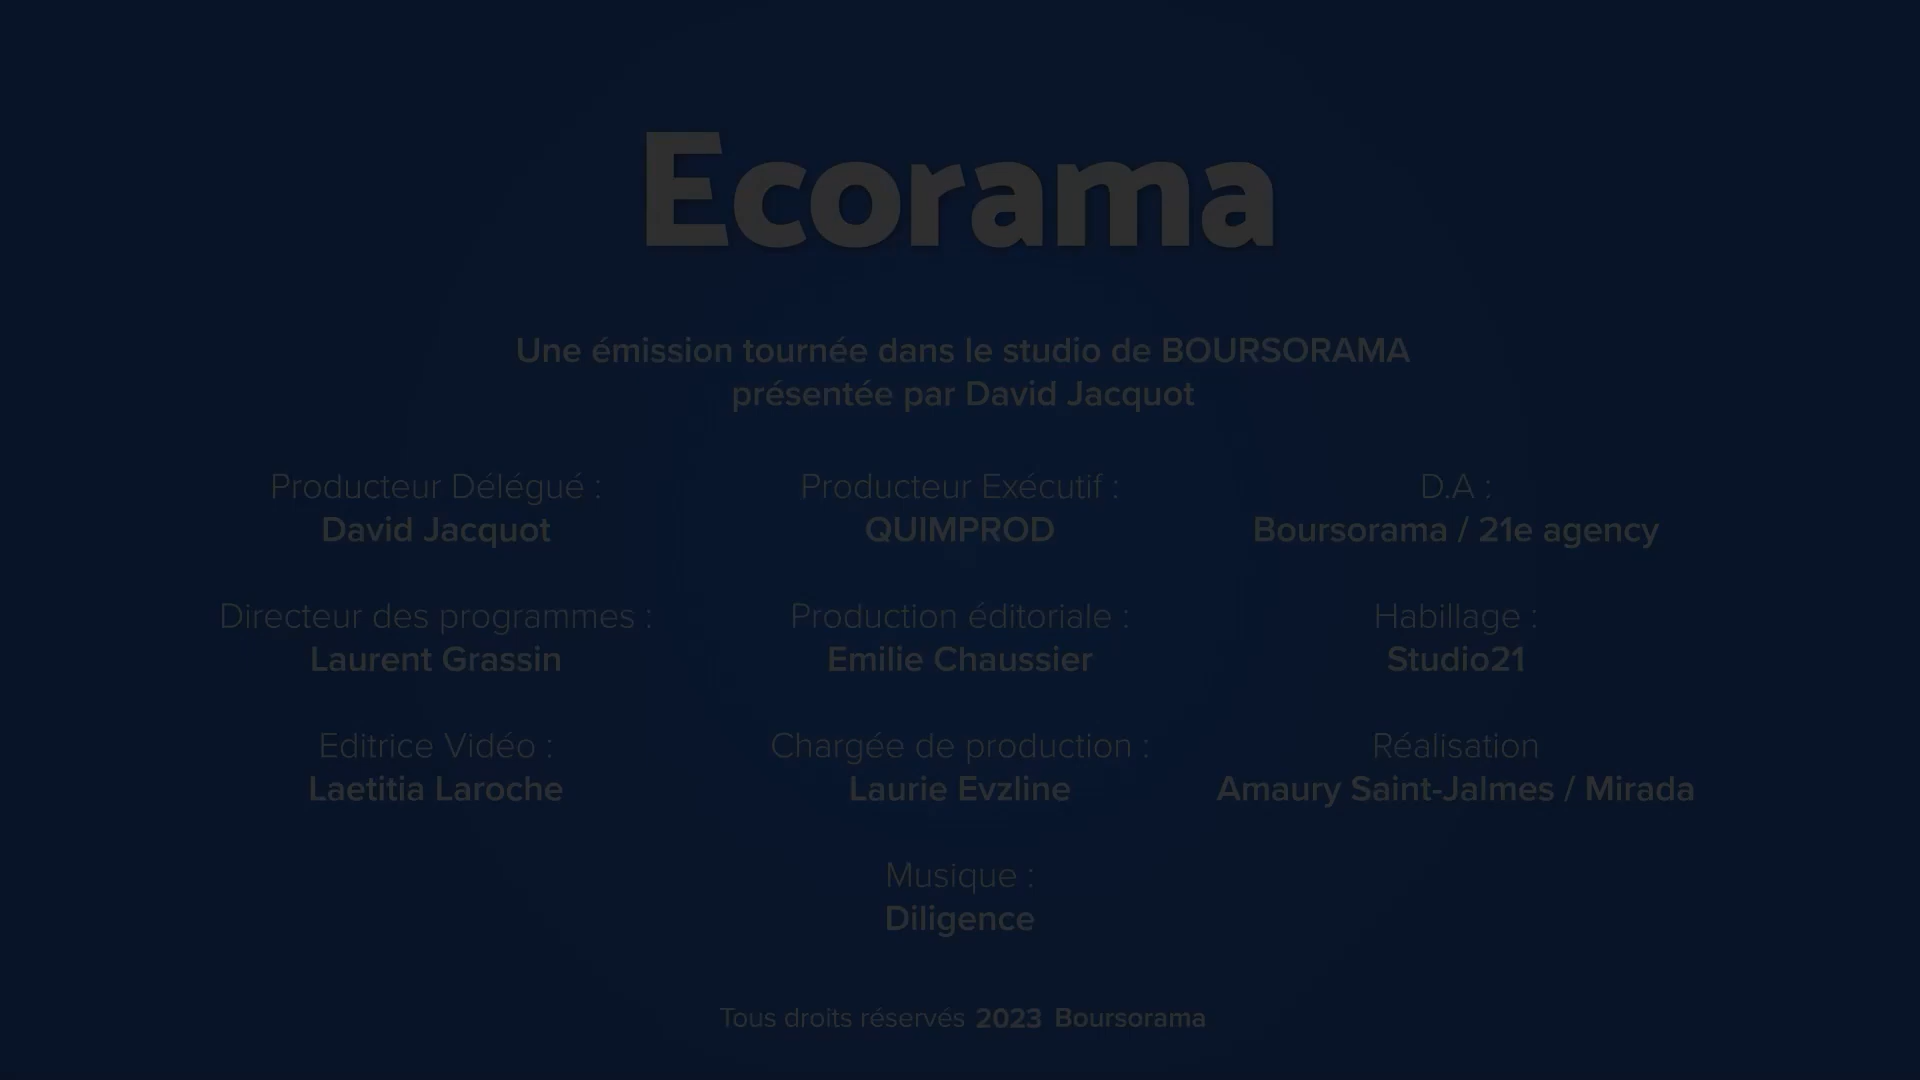 Ecorama
Une émission tournée dans le studio de BOURSORAMA
présentée par David Jacquot
Producteur Délégué :
David Jacquot
Producteur Exécutif :
QUIMPROD
D.A :
Boursorama / 21e agency
Directeur des programmes :
Laurent Grassin
Production éditoriale :
Emilie Chaussier
Habillage :
Studio21
Editrice Vidéo :
Laetitia Laroche
Chargée de production :
Laurie Evzline
Réalisation
Amaury Saint-Jalmes / Mirada
Musique :
Diligence
Tous droits réservés 2023 Boursorama